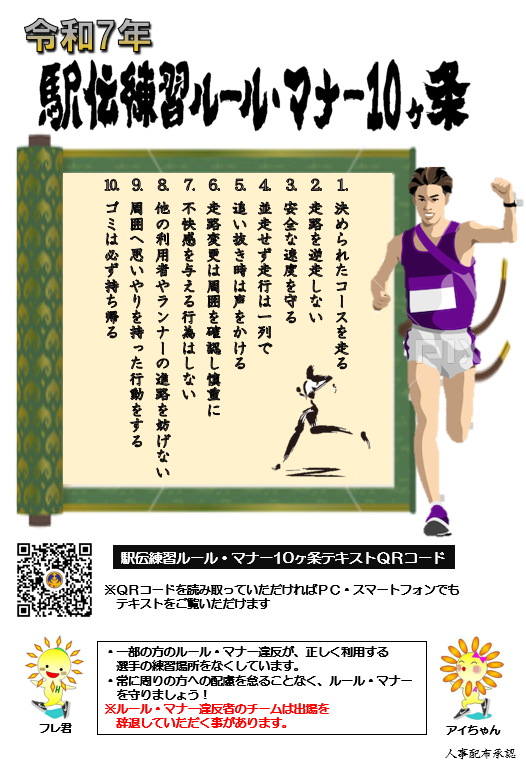 令和7年
駅伝練習ルール・マナー10ヶ条
1. 決められたコースを走る
2. 走路を逆走しない
3. 安全な速度を守る
4. 並走せず走行は一列で
5. 追い抜き時は声をかける
6. 走路変更は周囲を確認し慎重に
7. 不快感を与える行為はしない
8. 他の利用者やランナーの進路を妨げない
9. 周囲へ思いやりを持った行動をする
10. ゴミは必ず持ち帰る
駅伝練習ルール・マナー10ヶ条テキストQRコード
※QRコードを読み取っていただければPC・スマートフォンでも
テキストをご覧いただけます
・一部の方のルール・マナー違反が、正しく利用する
選手の練習場所をなくしています。
・常に周りの方への配慮を怠ることなく、ルール・マナー
を守りましょう！
※ルール・マナー違反者のチームは出場を
辞退していただく事があります。
フレ君
アイちゃん
人事配布承認